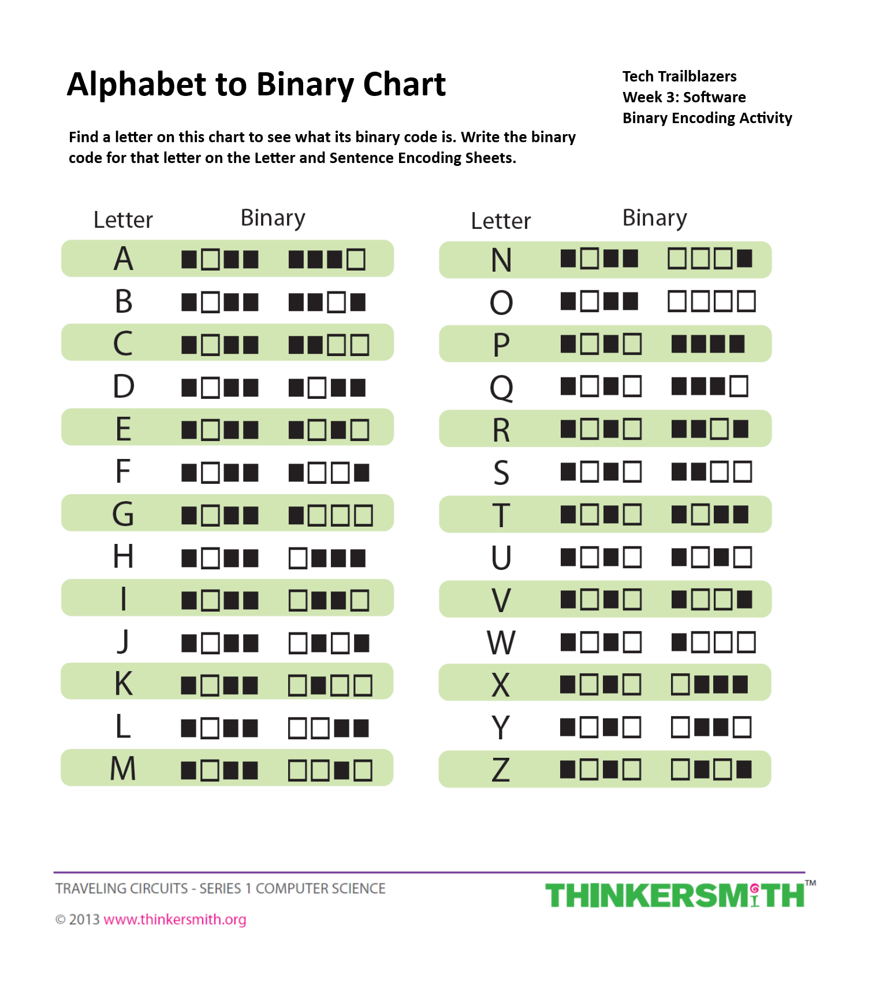 Alphabet to Binary Chart
Tech Trailblazers
Week 3: Software
Binary Encoding Activity
Find a letter on this chart to see what its binary code is. Write the binary
code for that letter on the Letter and Sentence Encoding Sheets.
Letter Binary
A ■□■■ ■■■□
B ■□■■ ■■□■
C ■□■■ ■■□□
D ■□■■ ■□■■
E ■□■■ ■□■□
F ■□■■ ■□□■
G ■□■■ ■□□□
H ■□■■ □■■■
I ■□■■ □■■□
J ■□■■ □■□■
K ■□■■ □■□□
L ■□■■ □□■■
M ■□■■ □□■□
Letter Binary
N ■□■■ □□□■
O ■□■■ □□□□
P ■□■□ ■■■■
Q ■□■□ ■■■□
R ■□■□ ■■□■
S ■□■□ ■■□□
T ■□■□ ■□■■
U ■□■□ ■□■□
V ■□■□ ■□□■
W ■□■□ ■□□□
X ■□■□ □■■■
Y ■□■□ □■■□
Z ■□■□ □■□■
TRAVELING CIRCUITS - SERIES 1 COMPUTER SCIENCE
THINKERSMiTH™
© 2013 www.thinkersmith.org